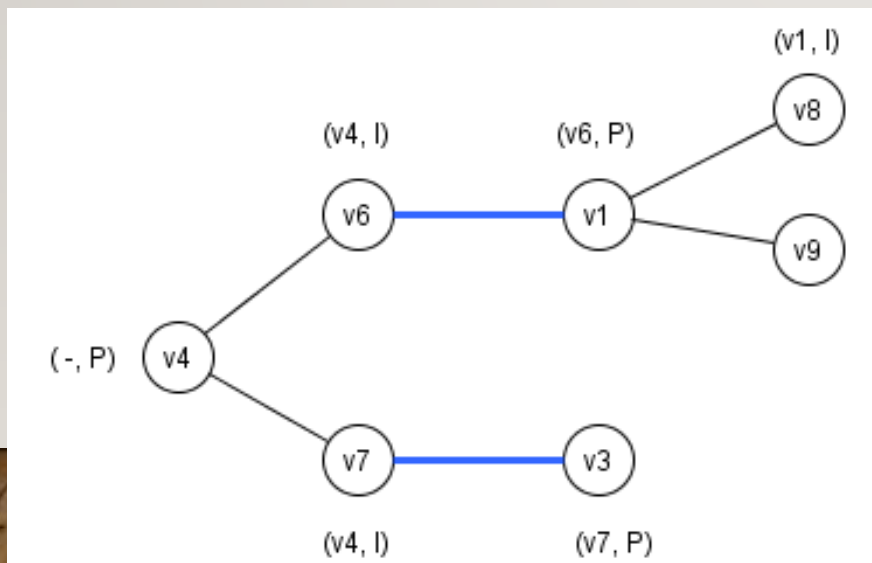 (v1, I)
v8
(v4, I)
(v6, P)
v6
v1
v9
( -, P)
v4
v7
v3
(v4, I)
(v7, P)